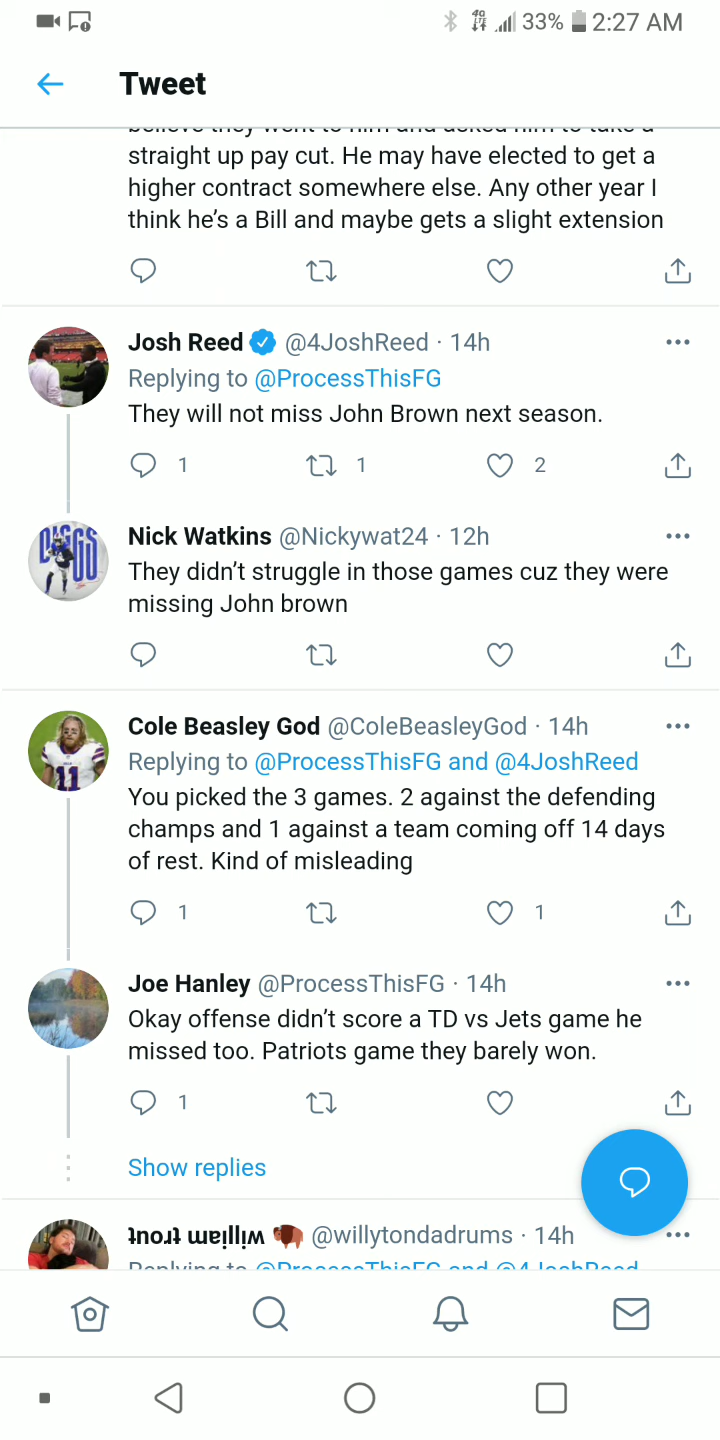 4G LTE 33% 2:27 AM
Tweet
believe they went to him and asked him to take a
straight up pay cut. He may have elected to get a
higher contract somewhere else. Any other year I
think he's a Bill and maybe gets a slight extension
Josh Reed @4JoshReed · 14h
Replying to @ProcessThisFG
They will not miss John Brown next season.
1 1 2
DIGGS
Nick Watkins @Nickywat24 · 12h
They didn't struggle in those games cuz they were
missing John brown
Cole Beasley God @ColeBeasleyGod · 14h
11
Replying to @ProcessThisFG and @4JoshReed
You picked the 3 games. 2 against the defending
champs and 1 against a team coming off 14 days
of rest. Kind of misleading
1 1
Joe Hanley @ProcessThisFG · 14h
Okay offense didn't score a TD vs Jets game he
missed too. Patriots game they barely won.
1
Show replies
ʇnoɹʇ ɯɐıllıʍ @willytondadrums · 14h
Replying to @ProcessThisFG and @4JoshReed